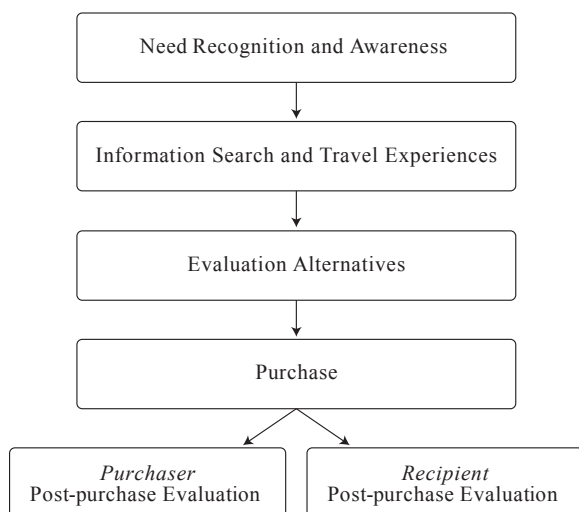 Need Recognition and Awareness
Information Search and Travel Experiences
Evaluation Alternatives
Purchase
Purchaser
Post-purchase Evaluation
Recipient
Post-purchase Evaluation